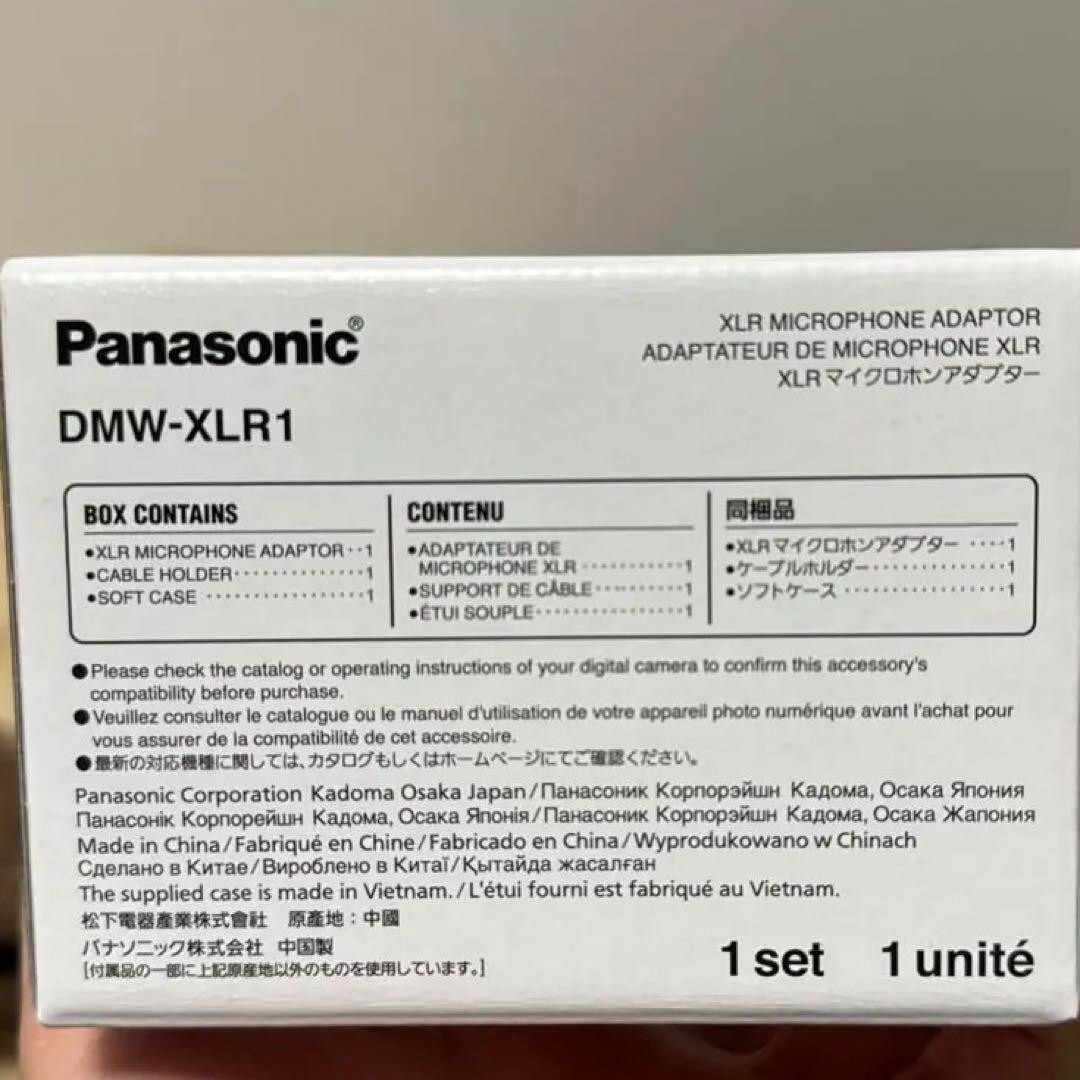 Panasonic®
XLR MICROPHONE ADAPTOR
ADAPTATEUR DE MICROPHONE XLR
XLRマイクロホンアダプター
DMW-XLR1
BOX CONTAINS
●XLR MICROPHONE ADAPTOR‥1
●CABLE HOLDER‥‥‥‥‥‥1
●SOFT CASE ‥‥‥‥‥‥‥‥1
CONTENU
●ADAPTATEUR DE
MICROPHONE XLR ‥‥‥‥‥1
●SUPPORT DE CÂBLE‥‥‥‥1
●ÉTUI SOUPLE‥‥‥‥‥‥‥1
同梱品
●XLRマイクロホンアダプター ‥‥1
●ケーブルホルダー‥‥‥‥‥‥1
●ソフトケース ‥‥‥‥‥‥‥‥1
●Please check the catalog or operating instructions of your digital camera to confirm this accessory's
compatibility before purchase.
●Veuillez consulter le catalogue ou le manuel d'utilisation de votre appareil photo numérique avant l'achat pour
vous assurer de la compatibilité de cet accessoire.
●最新の対応機種に関しては、カタログもしくはホームページにてご確認ください。
Panasonic Corporation Kadoma Osaka Japan/Панасоник Корпорэйшн Кадома, Осака Япония
Панасонік Корпорейшн Кадома, Осака Японія/Панасоник Корпорэйшн Кадома, Осака Жапония
Made in China/Fabriqué en Chine/Fabricado en China/Wyprodukowano w Chinach
Сделано в Китае/Вироблено в Китаї/Қытайда жасалған
The supplied case is made in Vietnam./L'étui fourni est fabriqué au Vietnam.
松下電器產業株式會社 原產地：中國
パナソニック株式会社 中国製
[付属品の一部に上記原産地以外のものを使用しています。]
1 set 1 unité